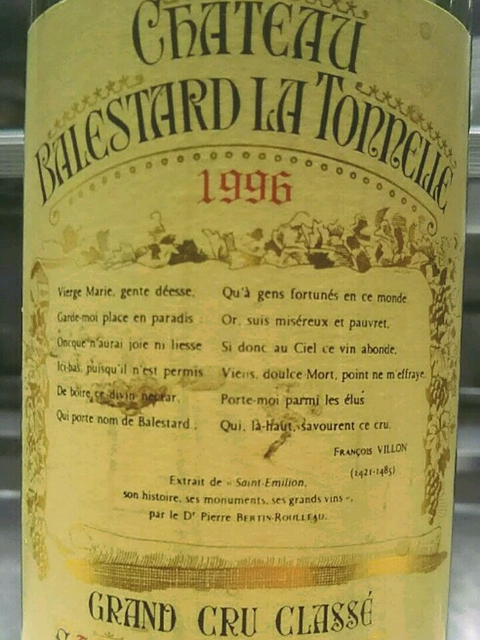 CHATEAU
BALESTARD LA TONNELLE
1996
Vierge Marie, gente déesse,
Garde-moi place en paradis
Oncque n'aurai joie ni liesse
Ici-bas, puisqu'il n'est permis
De boire ce divin nectar,
Qui porte nom de Balestard,
Qu'à gens fortunés en ce monde
Or, suis miséreux et pauvret,
Si donc au Ciel ce vin abonde,
Viens, doulce Mort, point ne m'effraye,
Porte-moi parmi les élus
Qui, là-haut, savourent ce cru.
FRANÇOIS VILLON
(1421-1485)
Extrait de « Saint-Emilion,
son histoire, ses monuments, ses grands vins »,
par le Dr Pierre BERTIN-ROULLEAU.
GRAND CRU CLASSÉ